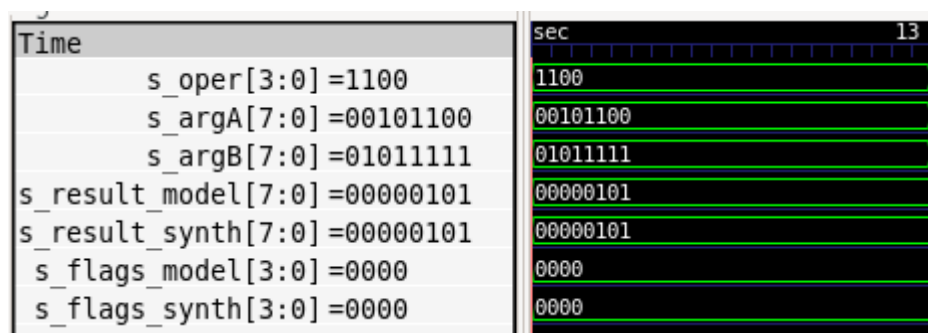 Time
sec 13
s_oper[3:0]=1100
1100
s_argA[7:0]=00101100
00101100
s_argB[7:0]=01011111
01011111
s_result_model[7:0]=00000101
00000101
s_result_synth[7:0]=00000101
00000101
s_flags_model[3:0]=0000
0000
s_flags_synth[3:0]=0000
0000